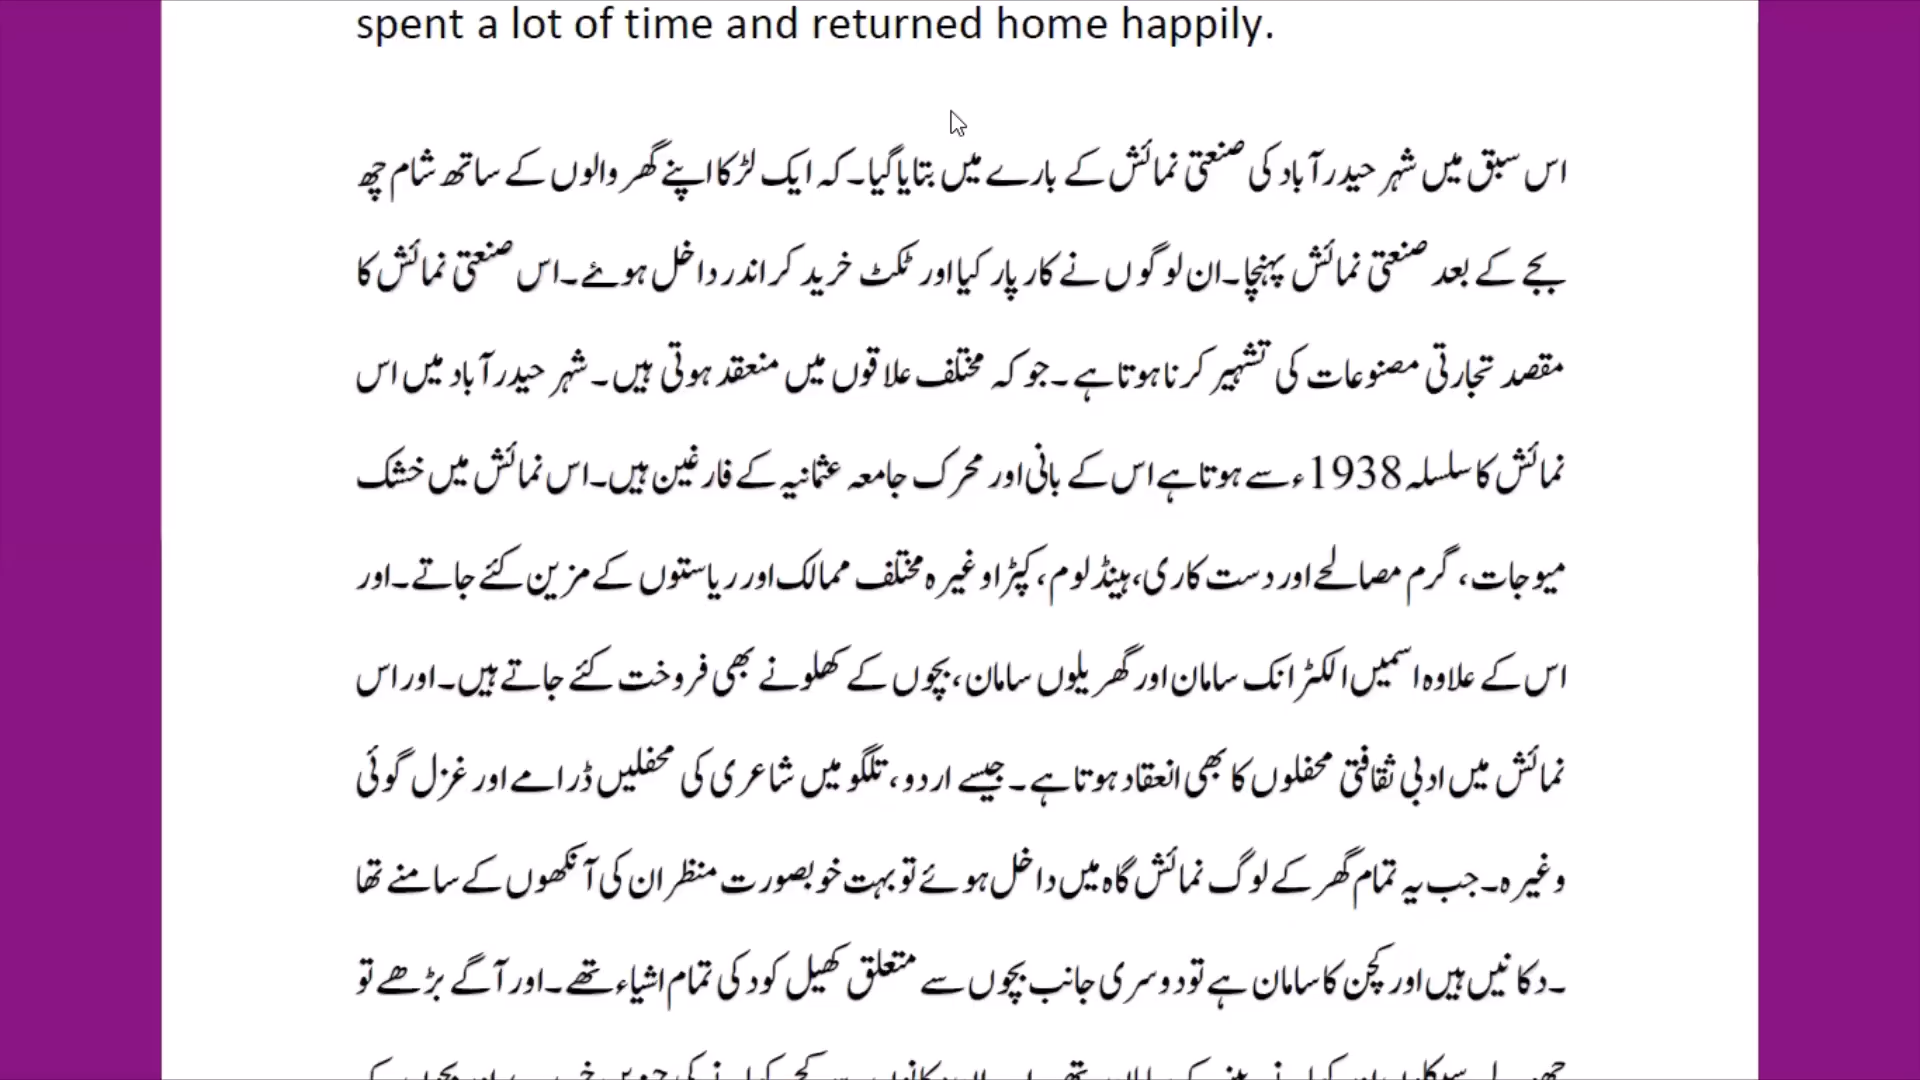 spent a lot of time and returned home happily.
اس سبق میں شہر حیدرآباد کی صنعتی نمائش کے بارے میں بتایا گیا۔ کہ ایک لڑکا اپنے گھر والوں کے ساتھ شام چھ
بجے کے بعد صنعتی نمائش پہنچا۔ان لوگوں نے کار پار کیا اور ٹکٹ خرید کر اندر داخل ہوئے۔اس صنعتی نمائش کا
مقصد تجارتی مصنوعات کی تشہیر کرنا ہوتا ہے ۔جو کہ مختلف علاقوں میں منعقد ہوتی ہیں۔ شہر حیدرآباد میں اس
نمائش کا سلسلہ 1938ء سے ہوتا ہے اس کے بانی اور محرک جامعہ عثمانیہ کے فارغین ہیں۔اس نمائش میں خشک
میوجات، گرم مصالحے اور دست کاری،ہینڈلوم، کپڑا وغیرہ مختلف ممالک اور ریاستوں کے مزین کئے جاتے۔اور
اس کے علاوہ اسمیں الکٹرانک سامان اور گھریلوں سامان، بچوں کے کھلونے بھی فروخت کئے جاتے ہیں۔اور اس
نمائش میں ادبی ثقافتی محفلوں کا بھی انعقاد ہوتا ہے۔ جیسے اردو، تلگو میں شاعری کی محفلیں ڈرامے اور غزل گوئی
وغیرہ۔جب یہ تمام گھر کے لوگ نمائش گاہ میں داخل ہوئے تو بہت خوبصورت منظر ان کی آنکھوں کے سامنے تھا
۔دکانیں ہیں اور کچن کا سامان ہے تو دوسری جانب بچوں سے متعلق کھیل کود کی تمام اشیاء تھے۔اور آگے بڑھے تو